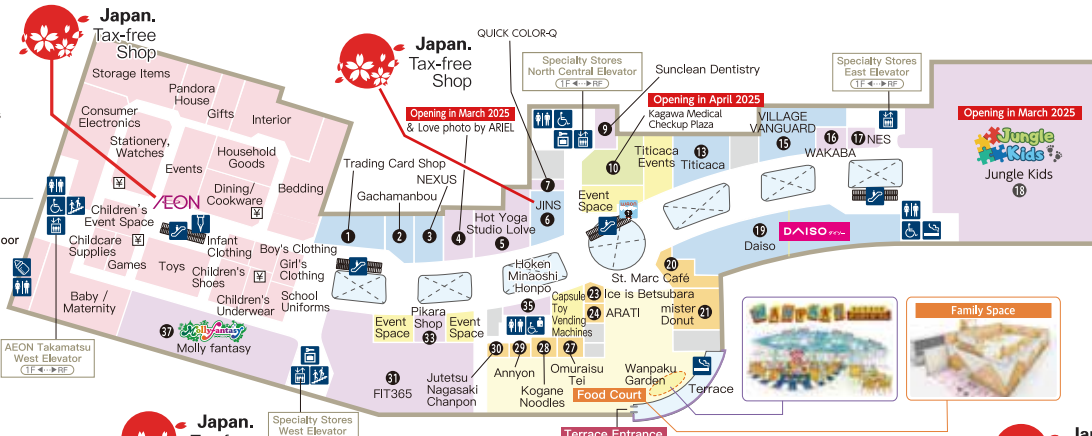 Japan.
Tax-free
Shop
Storage Items
Pandora
House
Gifts
Interior
Consumer
Electronics
Stationery,
Watches
Events
Household
Goods
Dining/
Cookware
Bedding
ÆON
Children's
Event Space
Childcare
Supplies
Games
Toys
Infant
Clothing
Children's
Shoes
Boy's Clothing
Girl's
Clothing
Children's
Underwear
School
Uniforms
Baby /
Maternity
oor
37
Mollyfantasy
Molly fantasy
AEON Takamatsu
West Elevator
1F◄···►RF
Japan.
Tax-free
Shop
QUICK COLOR-Q
Opening in March 2025
& Love photo by ARIEL
Trading Card Shop
NEXUS
Gachamanbou
1
2
3
4
Hot Yoga
Studio Lolve
5
JINS
6
7
Specialty Stores
North Central Elevator
1F◄···►RF
Sunclean Dentistry
9
Opening in April 2025
Kagawa Medical
Checkup Plaza
10
Titicaca
Events
13
Titicaca
VILLAGE
VANGUARD
15
16
WAKABA
17 NES
Specialty Stores
East Elevator
1F◄···►RF
Opening in March 2025
Jungle
Kids
Jungle Kids
18
Event
Space
19
Daiso
DAISO ダイソー
20
St. Marc Café
Hoken
Minaoshi
Honpo
35
Capsule
Toy
Vending
Machines
23 Ice is Betsubara
24 ARATI
mister
Donut
21
Event
Space
Pikara
Shop
33
Event
Space
31
FIT365
30
29
28
27
Jutetsu
Nagasaki
Chanpon
Annyon
Kogane
Noodles
Omuraisu
Tei
Food Court
Wanpaku
Garden
Terrace
Terrace Entrance
Family Space
Specialty Stores
West Elevator
Japan.